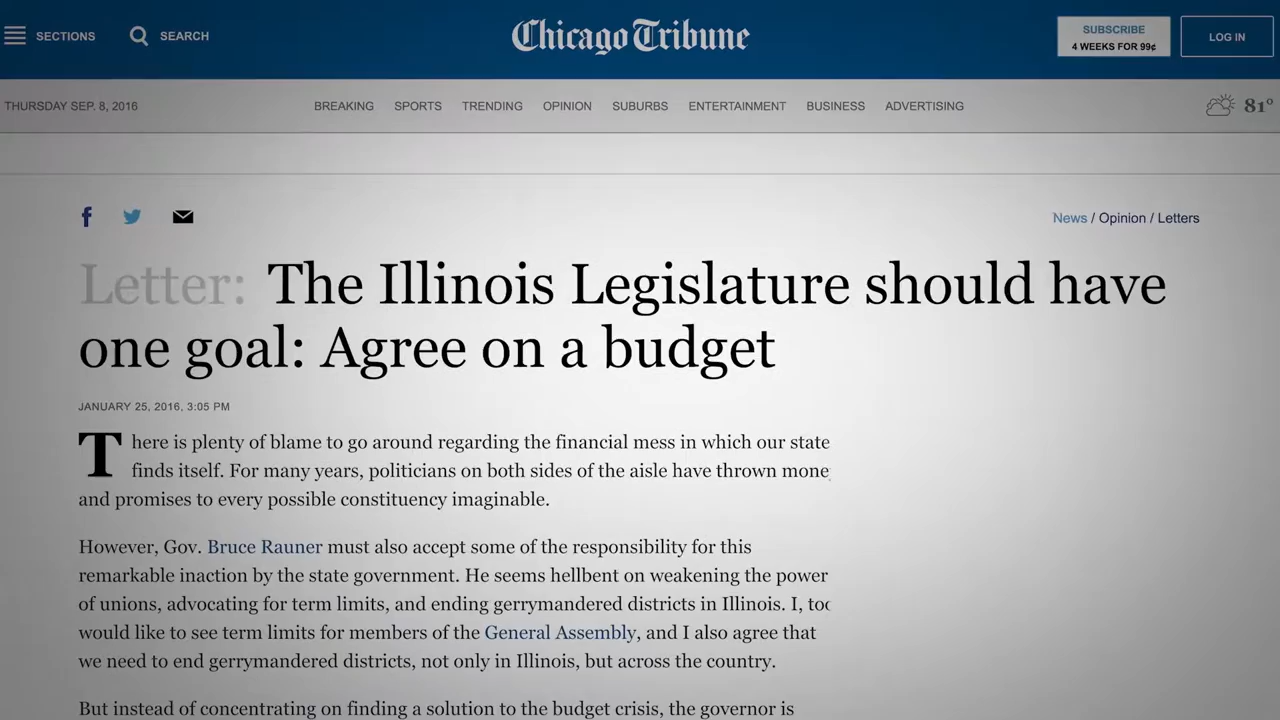 SECTIONS SEARCH Chicago Tribune SUBSCRIBE 4 WEEKS FOR 99¢ LOG IN
THURSDAY SEP. 8, 2016 BREAKING SPORTS TRENDING OPINION SUBURBS ENTERTAINMENT BUSINESS ADVERTISING 81°
f News / Opinion / Letters
Letter: The Illinois Legislature should have
one goal: Agree on a budget
JANUARY 25, 2016, 3:05 PM
There is plenty of blame to go around regarding the financial mess in which our state
finds itself. For many years, politicians on both sides of the aisle have thrown mone
and promises to every possible constituency imaginable.
However, Gov. Bruce Rauner must also accept some of the responsibility for this
remarkable inaction by the state government. He seems hellbent on weakening the power
of unions, advocating for term limits, and ending gerrymandered districts in Illinois. I, too
would like to see term limits for members of the General Assembly, and I also agree that
we need to end gerrymandered districts, not only in Illinois, but across the country.
But instead of concentrating on finding a solution to the budget crisis, the governor is